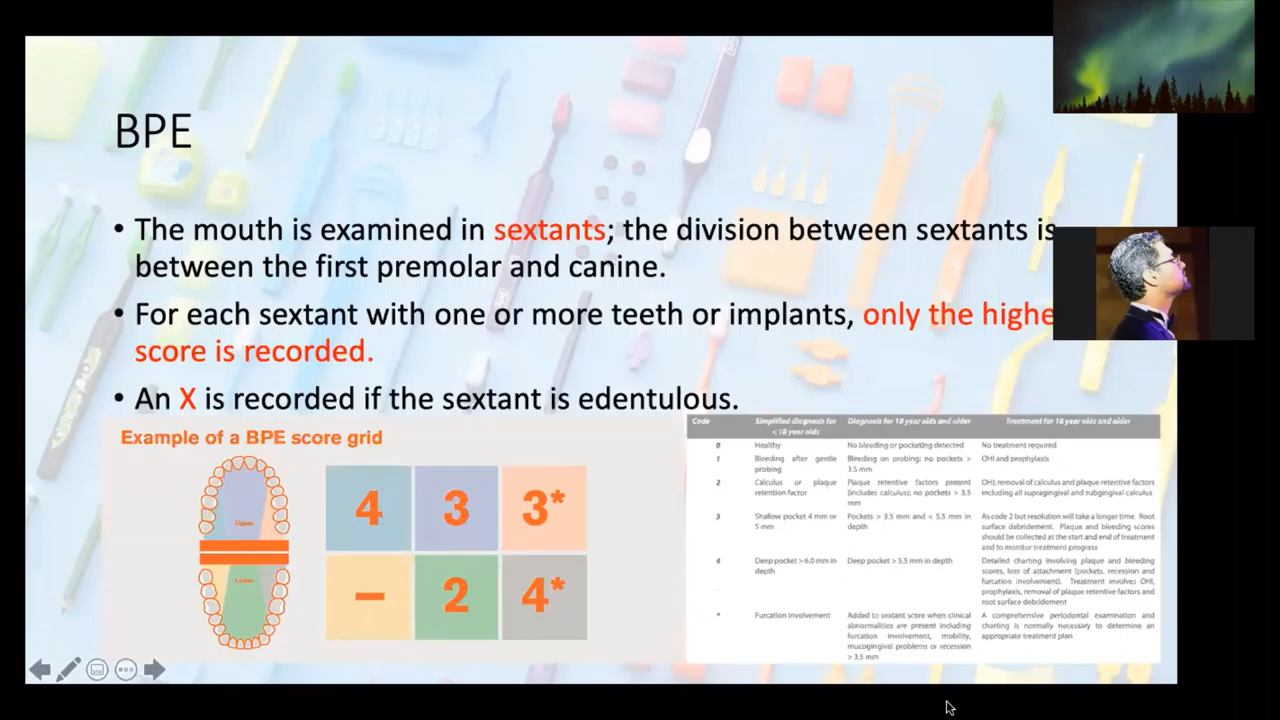 BPE
• The mouth is examined in sextants; the division between sextants is
between the first premolar and canine.
• For each sextant with one or more teeth or implants, only the highe
score is recorded.
• An X is recorded if the sextant is edentulous.
Example of a BPE score grid
Upper
Lower
4 3 3*
– 2 4*
Code Simplified diagnosis for < 18 year olds Diagnosis for 18 year olds and older Treatment for 18 year olds and older
0 Healthy No bleeding or pocketing detected No treatment required
1 Bleeding after gentle probing Bleeding on probing; no pockets > 3.5 mm OHI and prophylaxis
2 Calculus or plaque retention factor Plaque retentive factors present (includes calculus); no pockets > 3.5 mm OHI; removal of calculus and plaque retentive factors including all supragingival and subgingival calculus
3 Shallow pocket 4 mm or 5 mm Pockets > 3.5 mm and < 5.5 mm in depth As code 2 but resolution will take a longer time. Root surface debridement. Plaque and bleeding scores should be collected at the start and end of treatment and to monitor treatment progress
4 Deep pocket > 6.0 mm in depth Deep pocket > 5.5 mm in depth Detailed charting involving plaque and bleeding scores, loss of attachment (pockets, recession and furcation involvement). Treatment involves OHI, prophylaxis, removal of plaque retentive factors and root surface debridement
* Furcation involvement Added to sextant score when clinical abnormalities are present including furcation involvement, mobility, mucogingival problems or recession > 3.5 mm A comprehensive periodontal examination and charting is normally necessary to determine an appropriate treatment plan